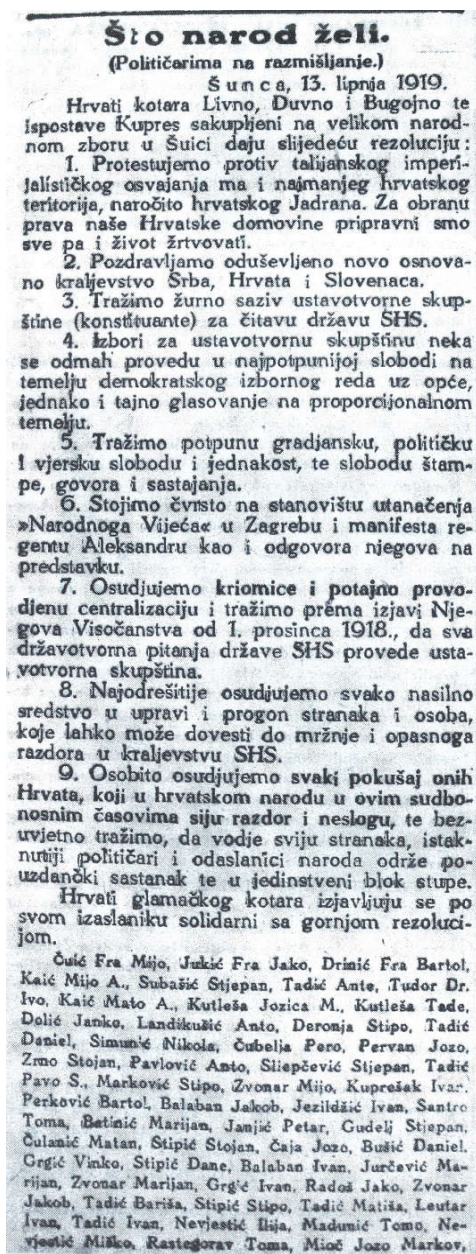 Što narod želi.
(Političarima na razmišljanje.)
Šunca, 13. lipnja 1919.
Hrvati kotara Livno, Duvno i Bugojno te
ispostave Kupres sakupljeni na velikom narod-
nom zboru u Šuici daju slijedeću rezoluciju:
1. Protestujemo protiv talijanskog imperi-
jalističkog osvajanja ma i najmanjeg hrvatskog
teritorija, naročito hrvatskog Jadrana. Za obranu
prava naše Hrvatske domovine pripravni smo
sve pa i život žrtvovati.
2. Pozdravljamo oduševljeno novo osnova-
no kraljevstvo Srba, Hrvata i Slovenaca.
3. Tražimo žurno saziv ustavotvorne skup-
štine (konstituante) za čitavu državu SHS.
4. Izbori za ustavotvornu skupštinu neka
se odmah provedu u najpotpunijoj slobodi na
temelju demokratskog izbornog reda uz opće,
jednako i tajno glasovanje na proporcijonalnom
temelju.
5. Tražimo potpunu gradjansku, političku
i vjersku slobodu i jednakost, te slobodu štam-
pe, govora i sastajanja.
6. Stojimo čvrsto na stanovištu utanačenja
»Narodnoga Vijeća« u Zagrebu i manifesta re-
gentu Aleksandru kao i odgovora njegova na
predstavku.
7. Osudjujemo kriomice i potajno provo-
djenu centralizaciju i tražimo prema izjavi Nje-
gova Visočanstva od 1. prosinca 1918., da sva
državotvorna pitanja države SHS provede usta-
votvorna skupština.
8. Najodrešitije osudjujemo svako nasilno
sredstvo u upravi i progon stranaka i osoba,
koje lahko može dovesti do mržnje i opasnoga
razdora u kraljevstvu SHS.
9. Osobito osudjujemo svaki pokušaj onih
Hrvata, koji u hrvatskom narodu u ovim sudbo-
nosnim časovima siju razdor i neslogu, te bez-
uvjetno tražimo, da vodje sviju stranaka, istak-
nutiji političari i odaslanici naroda održe po-
uzdančki sastanak te u jedinstveni blok stupe.
Hrvati glamačkog kotara izjavljuju se po
svom izaslaniku solidarni sa gornjom rezoluci-
jom.
Čuić Fra Mijo, Jukić Fra Jako, Drinić Fra Bartol,
Kaić Mijo A., Subašić Stjepan, Tadić Ante, Tudor Dr.
Ivo, Kaić Mato A., Kutleša Jozica M., Kutleša Tade,
Dolić Janko, Landikušić Anto, Deronja Stipo, Tadić
Daniel, Simunić Nikola, Čubelja Pero, Pervan Jozo,
Zrno Stojan, Pavlović Anto, Sliepčević Stjepan, Tadić
Pavo S., Marković Stipo, Zvonar Mijo, Kuprešak Ivan
Perković Bartol, Balaban Jakob, Jezildžić Ivan, Santro
Toma, Batinić Marijan, Janjić Petar, Gudelj Stjepan,
Čulanić Matan, Stipić Stojan, Čaja Jozo, Bušić Daniel,
Grgić Vinko, Stipić Dane, Balaban Ivan, Jurčević Ma-
rijan, Zvonar Marijan, Grgić Ivan, Radoš Jako, Zvonar
Jakob, Tadić Bariša, Stipić Stipo, Tadić Matiša, Leutar
Ivan, Tadić Ivan, Nevjestić Ilija, Madunić Tomo, Ne-
vjestić Miško, Rastegorav Toma, Mioč Jozo Markov,